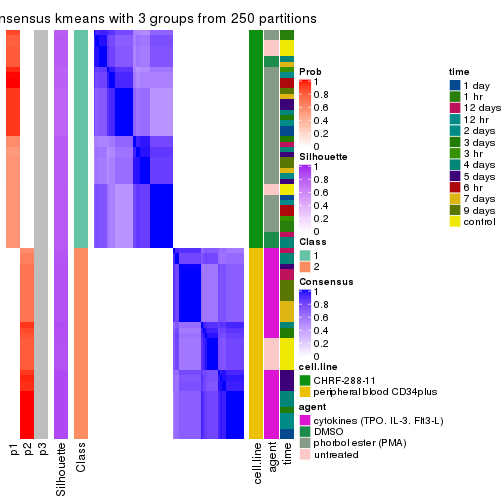 nsensus kmeans with 3 groups from 250 partitions
Prob
1
0.8
0.6
0.4
0.2
0
Silhouette
1
0.8
0.6
0.4
0.2
0
Class
1
2
Consensus
1
0.8
0.6
0.4
0.2
0
cell.line
CHRF-288-11
peripheral blood CD34plus
agent
cytokines (TPO. IL-3. Flt3-L)
DMSO
phorbol ester (PMA)
untreated
time
1 day
1 hr
12 days
12 hr
2 days
3 days
3 hr
4 days
5 days
6 hr
7 days
9 days
control
p1
p2
p3
Silhouette
Class
cell.line
agent
time